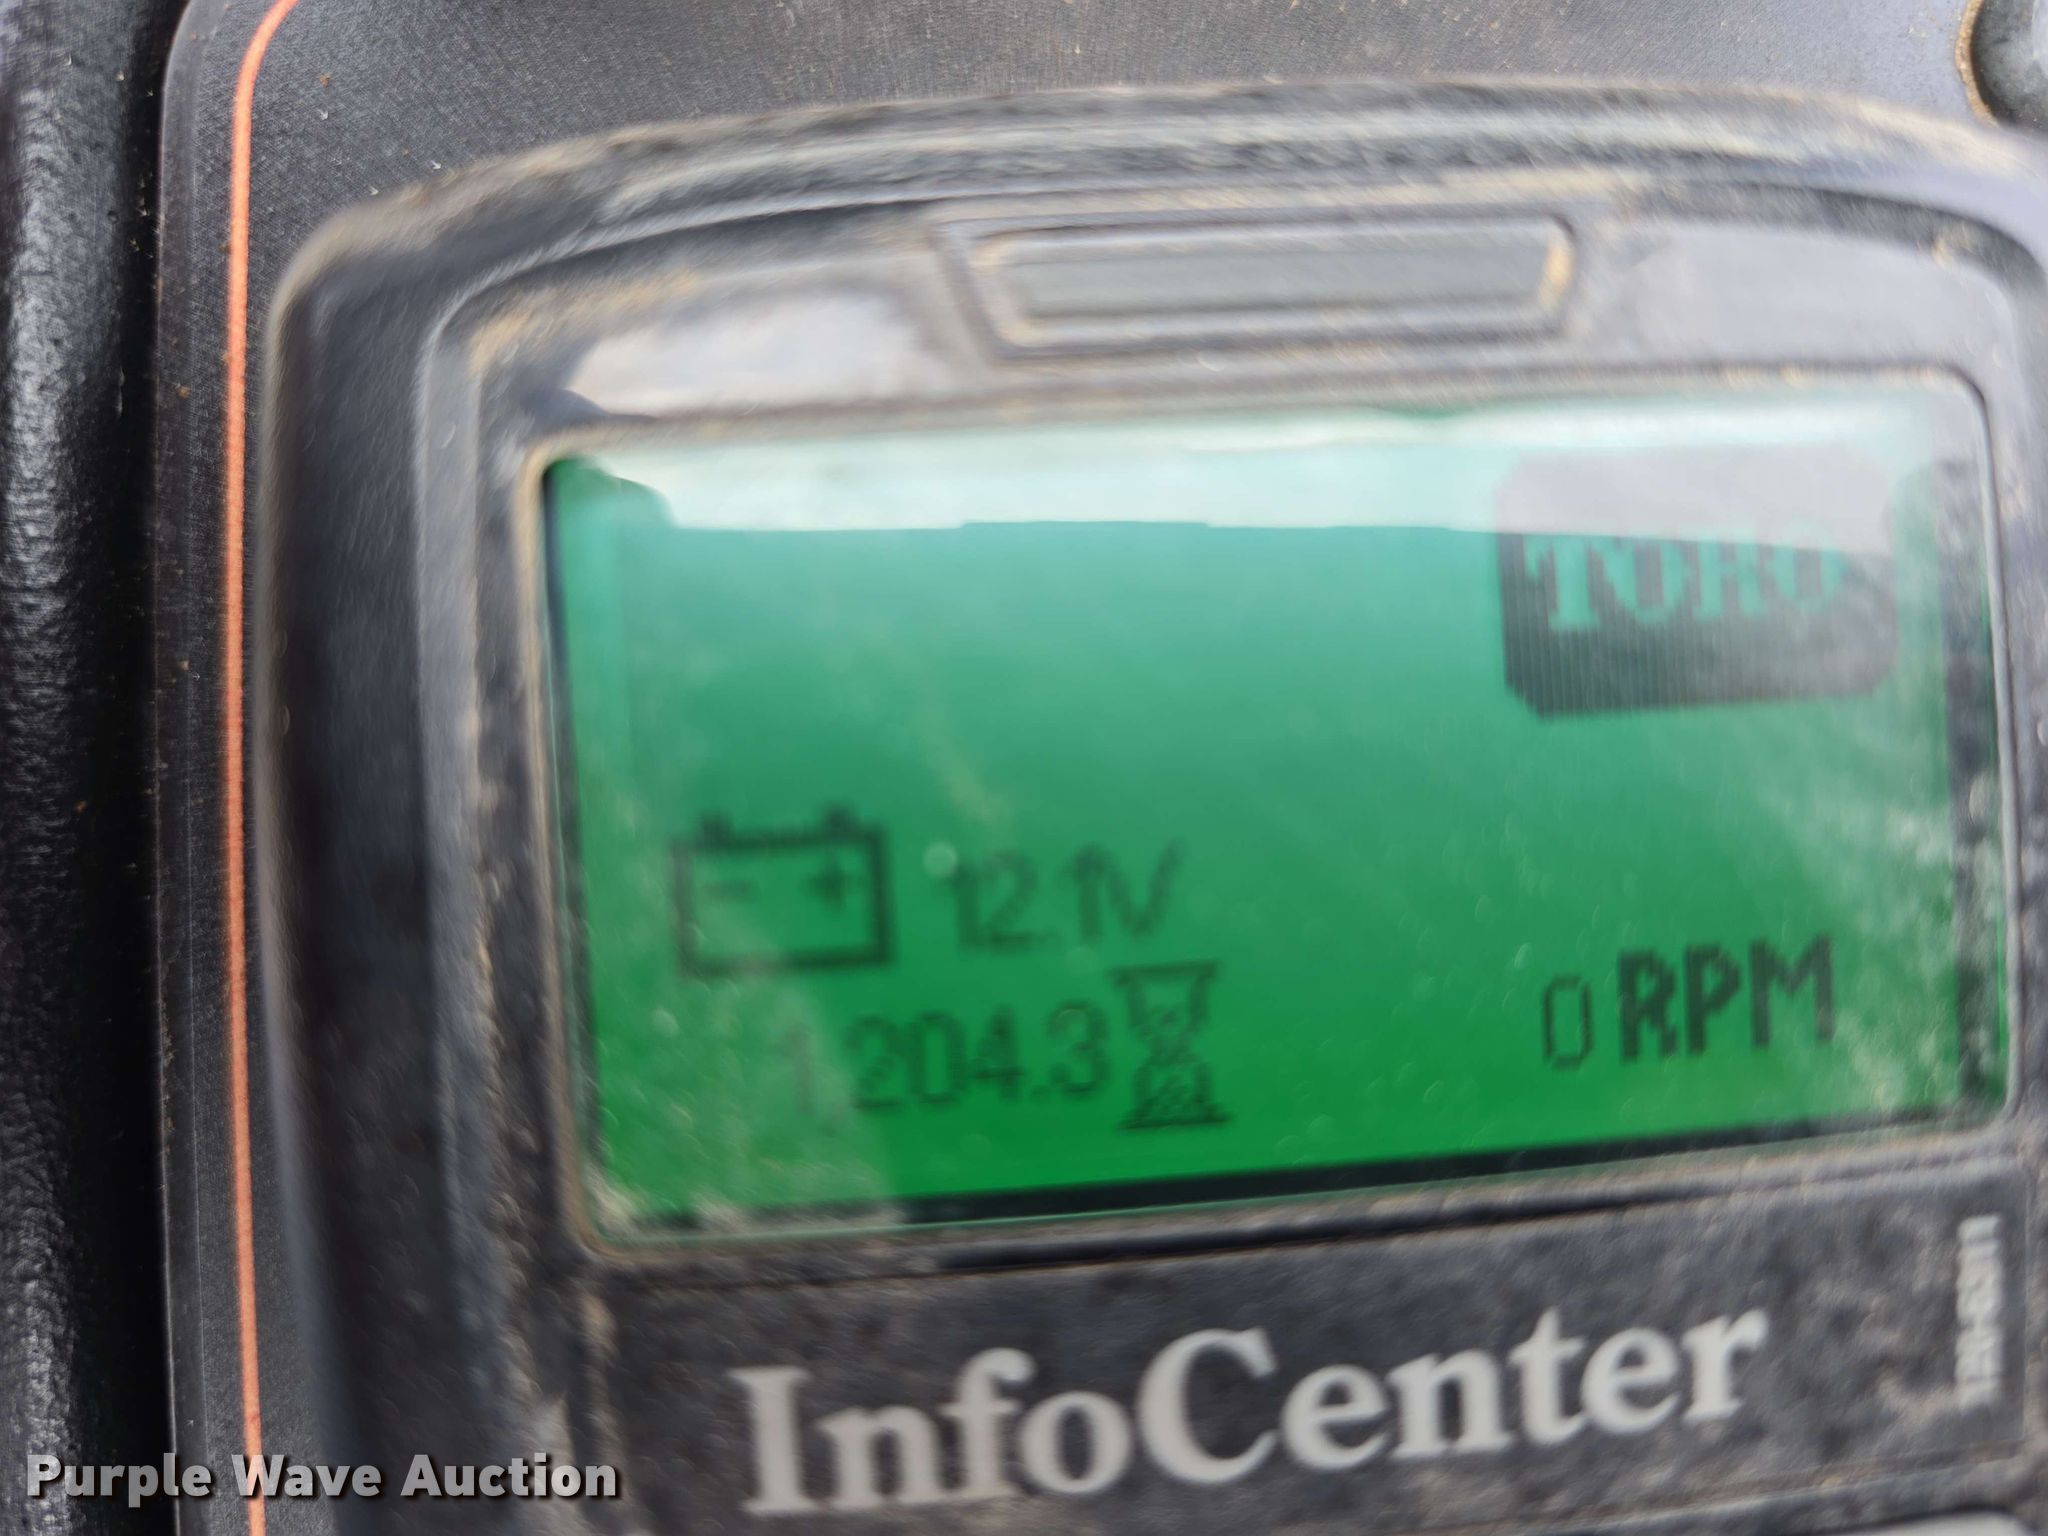 TORO
12.1V
1,204.3
0 RPM
InfoCenter
Purple Wave Auction